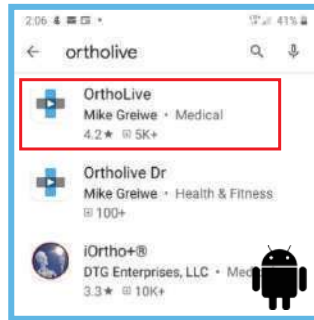 2:06 41%
ortholive
OrthoLive
Mike Greiwe • Medical
4.2★ 5K+
Ortholive Dr
Mike Greiwe • Health & Fitness
100+
iOrtho+®
DTG Enterprises, LLC • Med
3.3★ 10K+